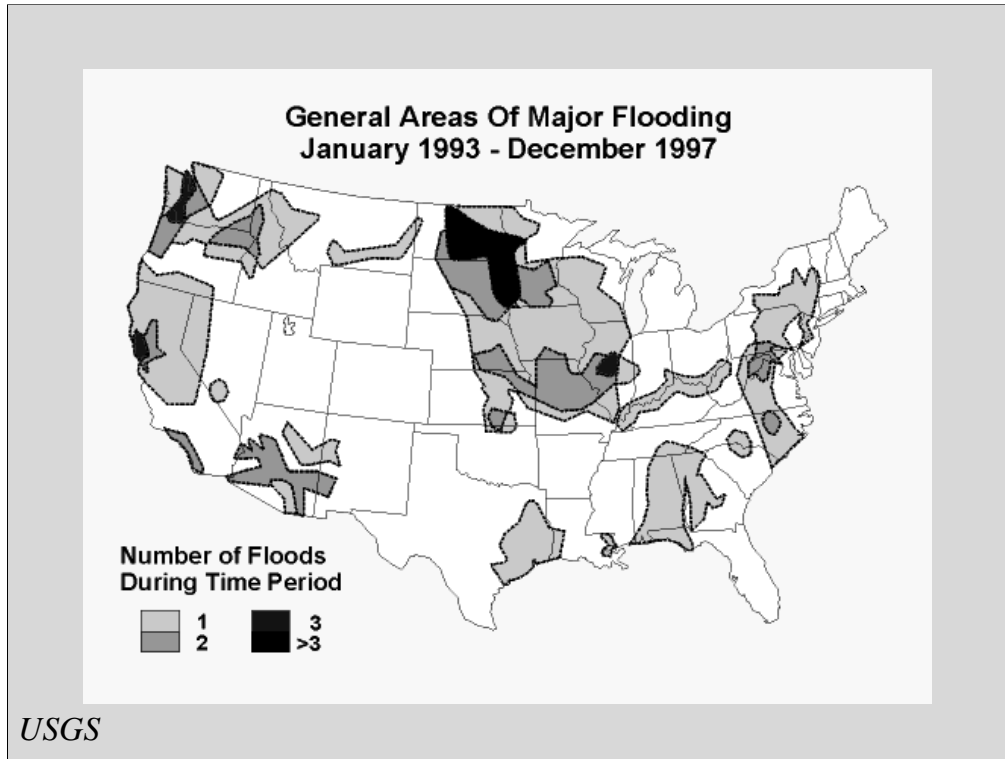 General Areas Of Major Flooding
January 1993 - December 1997
Number of Floods
During Time Period
1 3
2 >3
USGS